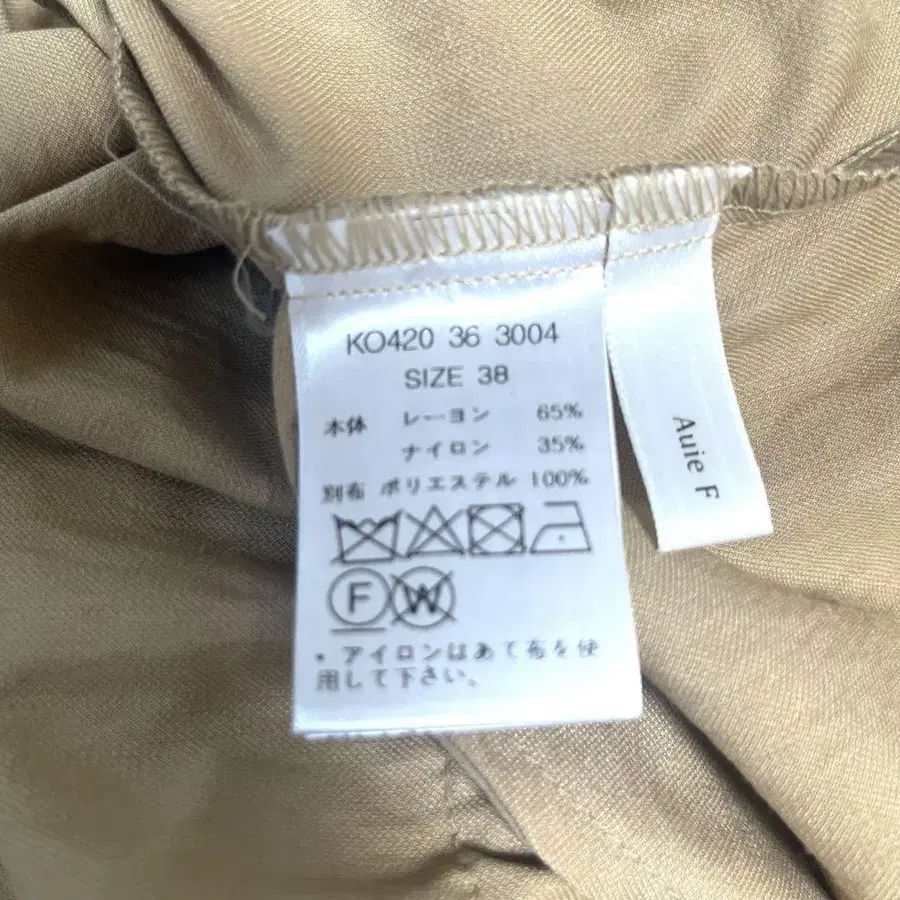 KO420 36 3004
SIZE 38
本体 レーヨン 65%
ナイロン 35%
別布 ポリエステル 100%
F W
・アイロンはあて布を使
用して下さい。
Auie F